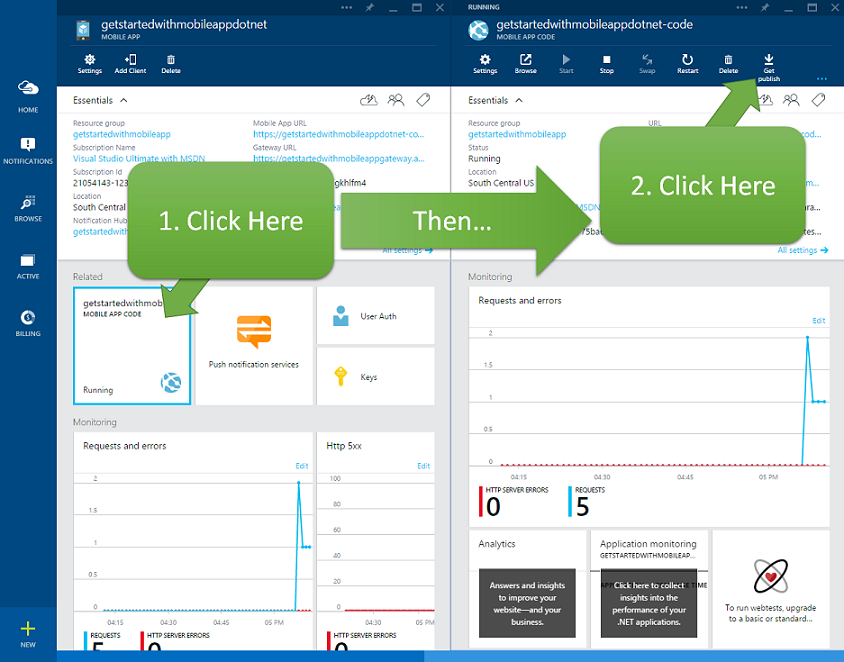 HOME
NOTIFICATIONS
BROWSE
ACTIVE
BILLING
NEW
getstartedwithmobileappdotnet
MOBILE APP
Settings
Add Client
Delete
Essentials
Resource group
getstartedwithmobileapp
Subscription Name
Visual Studio Ultimate with MSDN
Subscription Id
21054143-123
Location
South Central
Notification Hub
getstartedwith
Mobile App URL
https://getstartedwithmobileappdotnet-co...
Gateway URL
https://getstartedwithmobileappgateway.a...
gkhlfm4
All settings
1. Click Here
Then...
Related
getstartedwithmobi
MOBILE APP CODE
Running
Push notification services
User Auth
Keys
Monitoring
Requests and errors
Edit
2
1.5
1
0.5
0
04:15
04:30
04:45
05 PM
REQUESTS
5
HTTP SERVER ERRORS
0
Http 5xx
Edit
100
80
60
40
20
0
04:30
05 PM
HTTP SERVER ERRORS
0
RUNNING
getstartedwithmobileappdotnet-code
MOBILE APP CODE
Settings
Browse
Start
Stop
Swap
Restart
Delete
Get
publish
...
Essentials
Resource group
getstartedwithmobileapp
Status
Running
Location
South Central US
MSDN
75ba
URL
cod...
m...
ara...
tes...
All settings
2. Click Here
Monitoring
Requests and errors
Edit
2
1.5
1
0.5
0
04:15
04:30
04:45
05 PM
HTTP SERVER ERRORS
0
REQUESTS
5
Analytics
Answers and insights
to improve your
website—and your
business.
Application monitoring
GETSTARTEDWITHMOBILEAP...
Click here to collect
insights into the
performance of your
.NET applications.
TIME
To run webtests, upgrade
to a basic or standard...